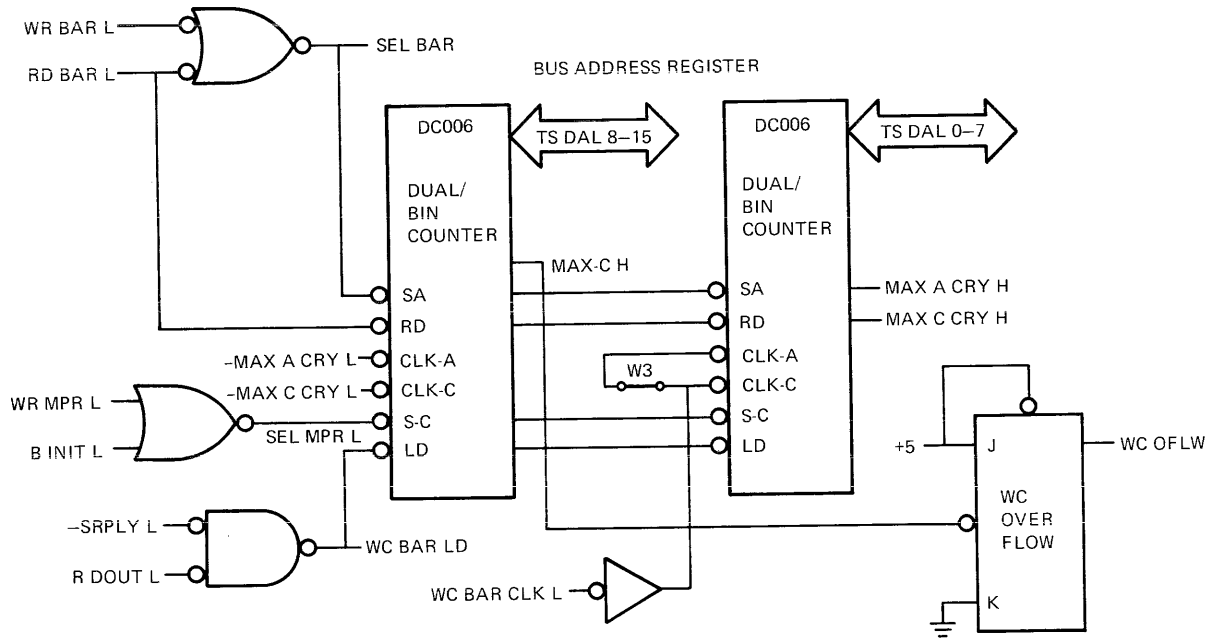 WR BAR L
SEL BAR
RD BAR L
BUS ADDRESS REGISTER
DC006
TS DAL 8–15
DUAL/
BIN
COUNTER
DC006
TS DAL 0–7
DUAL/
BIN
COUNTER
MAX-C H
SA
RD
CLK-A
CLK-C
S-C
LD
SA
RD
CLK-A
CLK-C
S-C
LD
MAX A CRY H
MAX C CRY H
–MAX A CRY L
–MAX C CRY L
W3
WR MPR L
SEL MPR L
B INIT L
+5
J
WC OFLW
WC
OVER
FLOW
K
–SRPLY L
R DOUT L
WC BAR LD
WC BAR CLK L